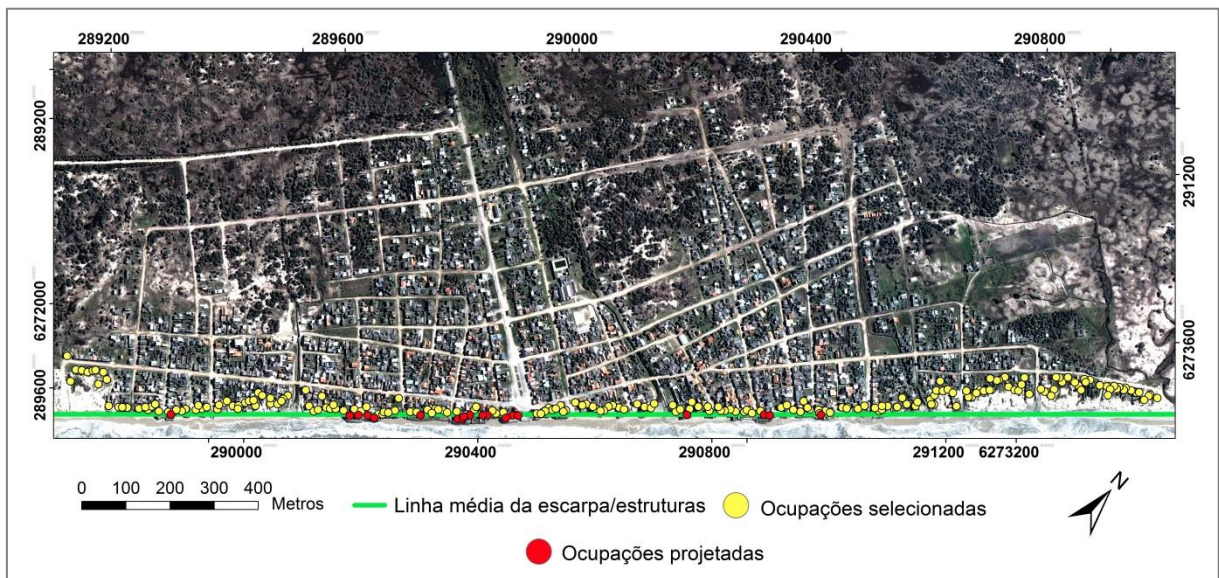 289200 289600 290000 290400 290800
289200
6272000
289600
291200
6273600
290000 290400 290800 291200 6273200
0 100 200 300 400 Metros
Linha média da escarpa/estruturas
Ocupações selecionadas
N
Ocupações projetadas